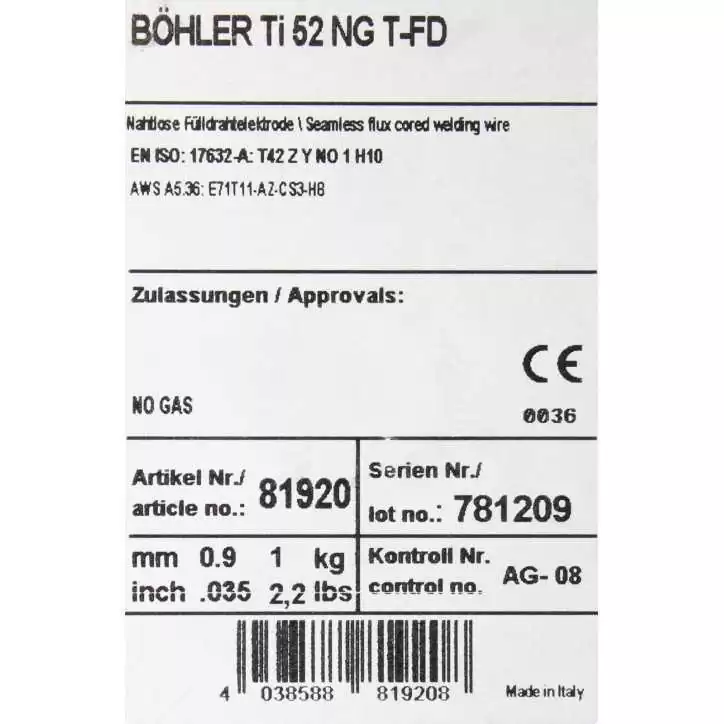 BÖHLER Ti 52 NG T-FD
Nahtlose Fülldrahtelektrode \ Seamless flux cored welding wire
EN ISO: 17632-A: T42 Z Y NO 1 H10
AWS A5.36: E71T11-AZ-CS3-H8
Zulassungen / Approvals:
CE
NO GAS
0036
Artikel Nr./
article no.: 81920
Serien Nr./
lot no.: 781209
mm 0.9 1 kg
inch .035 2,2 lbs
Kontroll Nr.
control no. AG- 08
4 038588 819208
Made in Italy